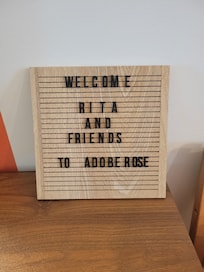 WELCOME
RITA
AND
FRIENDS
TO ADOBE ROSE